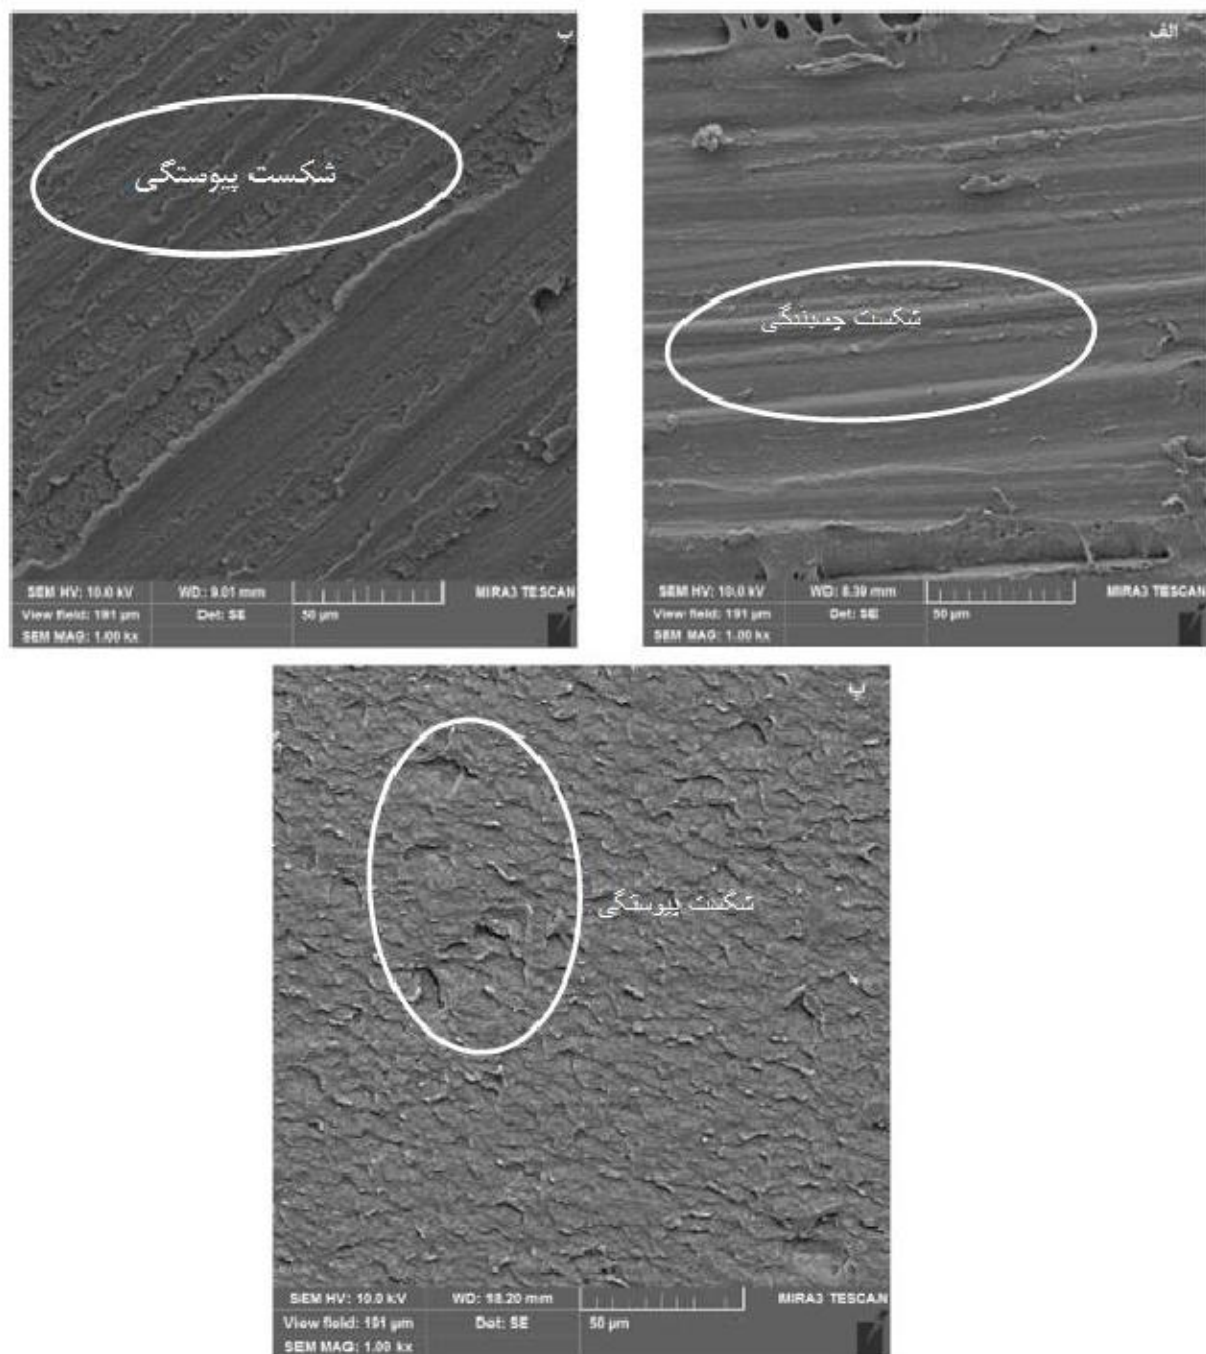 الف
شکست چسبندگی
SEM HV: 10.0 kV WD: 8.39 mm MIRA3 TESCAN
View field: 191 µm Det: SE 50 µm
SEM MAG: 1.00 kx
ب
شکست پیوستگی
SEM HV: 10.0 kV WD: 9.01 mm MIRA3 TESCAN
View field: 191 µm Det: SE 50 µm
SEM MAG: 1.00 kx
پ
شکست پیوستگی
SEM HV: 10.0 kV WD: 18.20 mm MIRA3 TESCAN
View field: 191 µm Det: SE 50 µm
SEM MAG: 1.00 kx